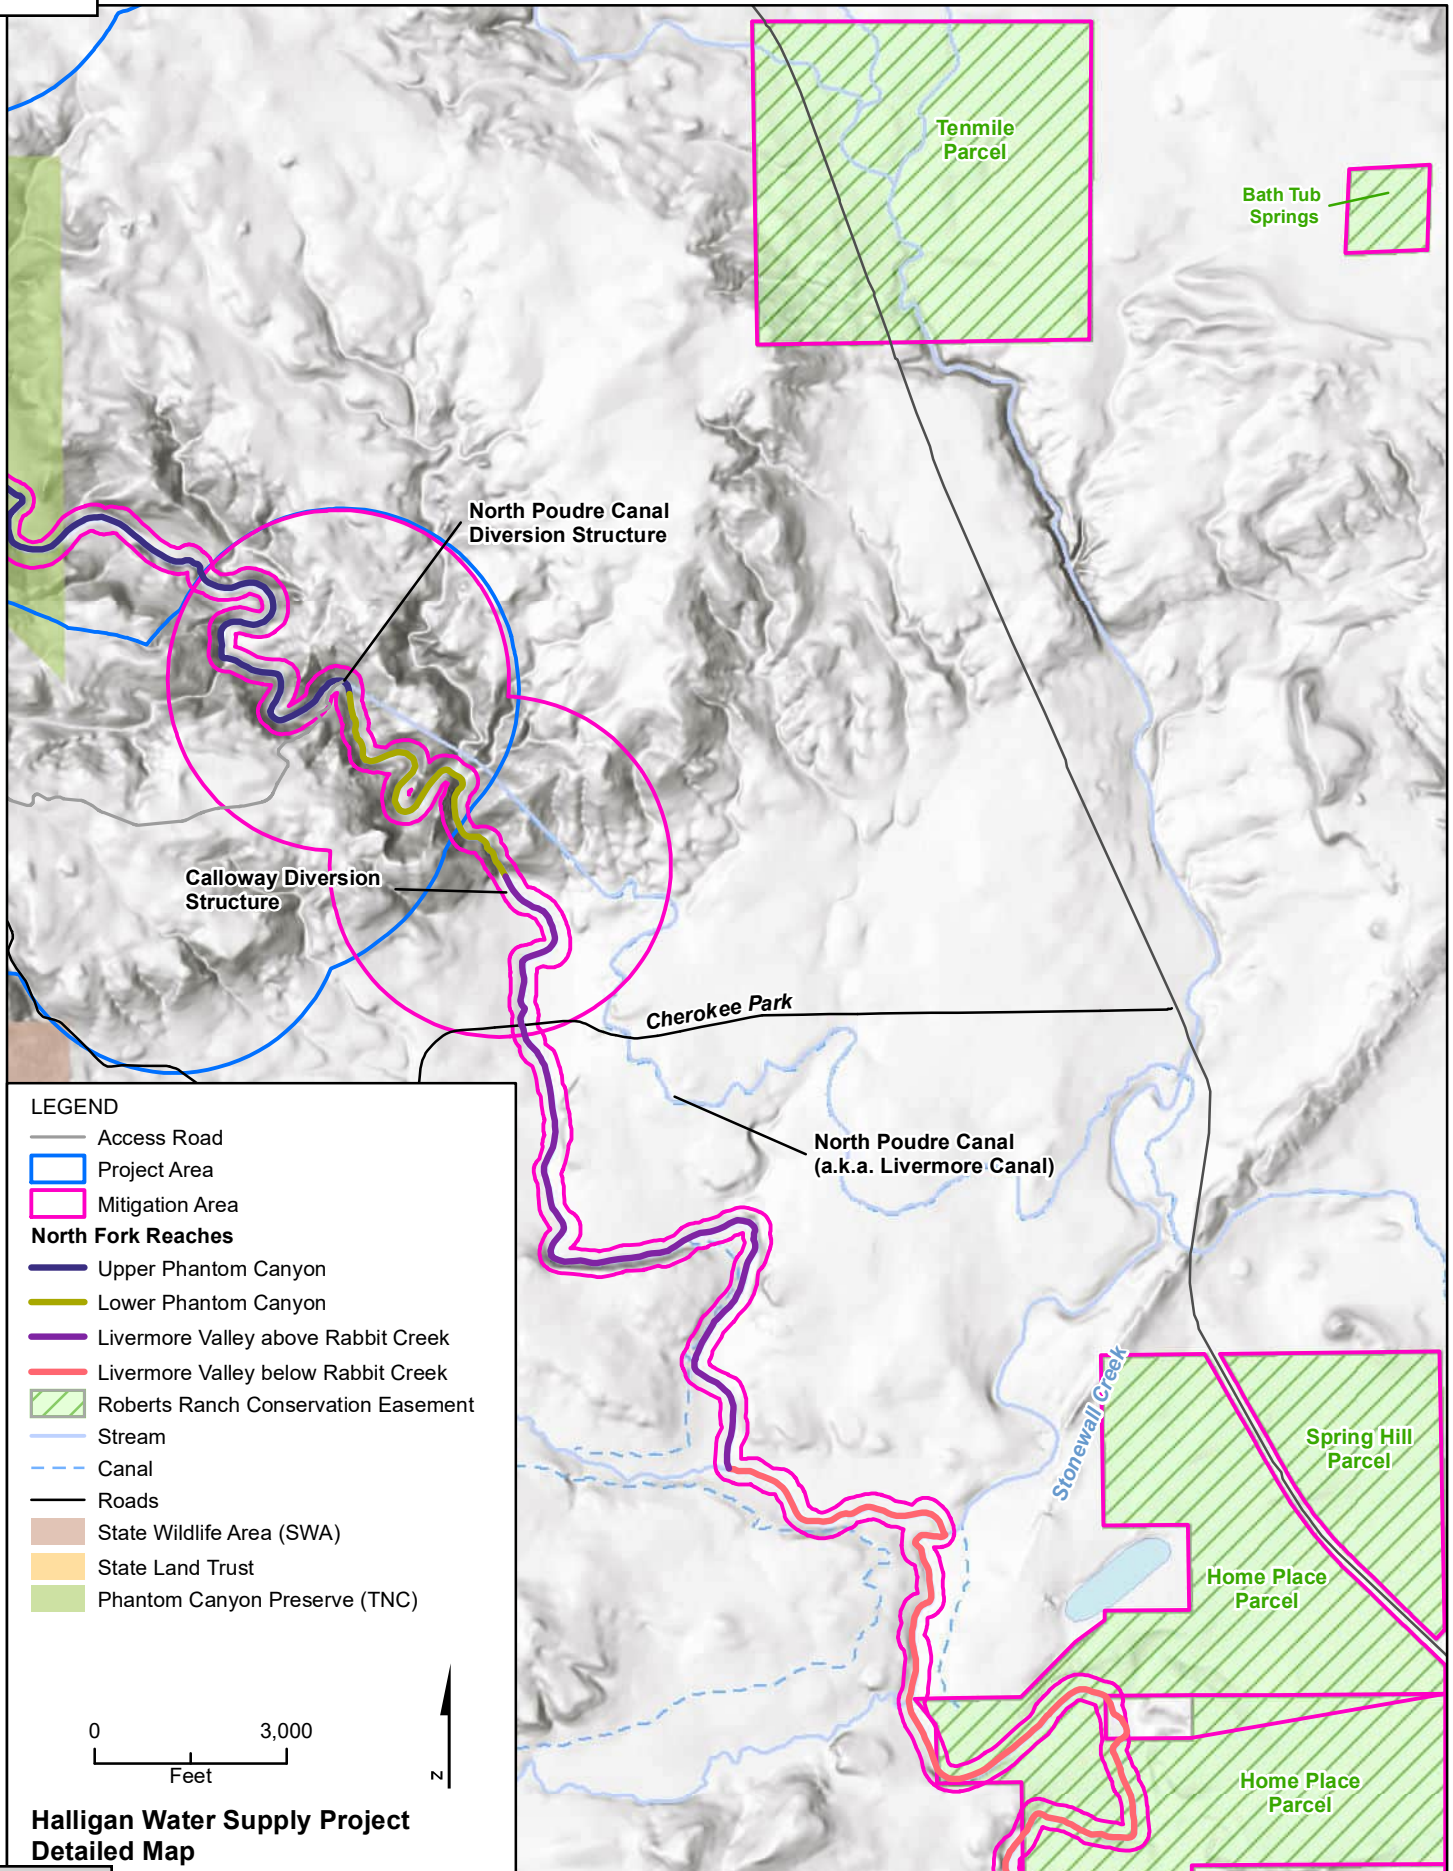 Tenmile
Parcel
Bath Tub
Springs
North Poudre Canal
Diversion Structure
Calloway Diversion
Structure
Cherokee Park
North Poudre Canal
(a.k.a. Livermore Canal)
Stonewall Creek
Spring Hill
Parcel
Home Place
Parcel
Home Place
Parcel
LEGEND
Access Road
Project Area
Mitigation Area
North Fork Reaches
Upper Phantom Canyon
Lower Phantom Canyon
Livermore Valley above Rabbit Creek
Livermore Valley below Rabbit Creek
Roberts Ranch Conservation Easement
Stream
Canal
Roads
State Wildlife Area (SWA)
State Land Trust
Phantom Canyon Preserve (TNC)
0 3,000
Feet
N
Halligan Water Supply Project
Detailed Map